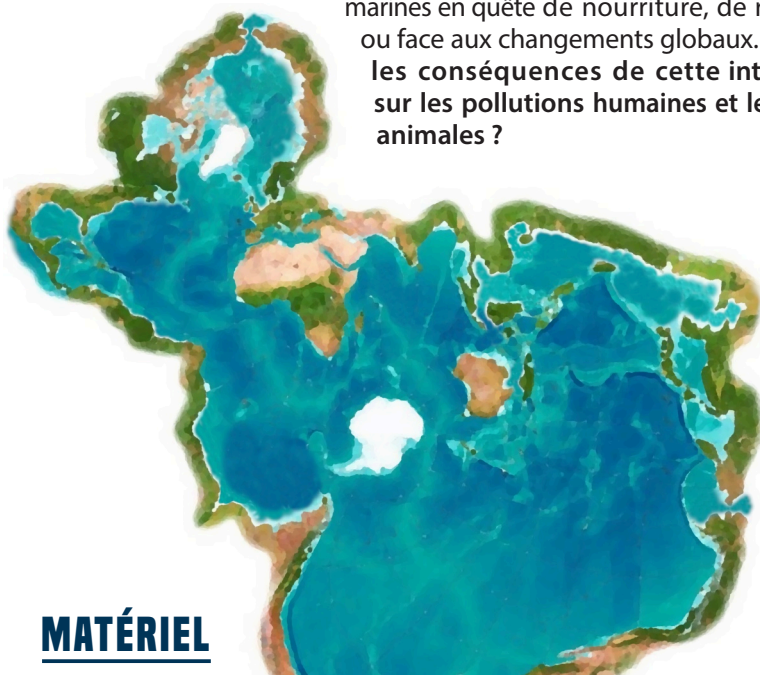 marines en quête de nourriture, de
ou face aux changements globaux.
les conséquences de cette
sur les pollutions humaines et
animales ?
MATÉRIEL